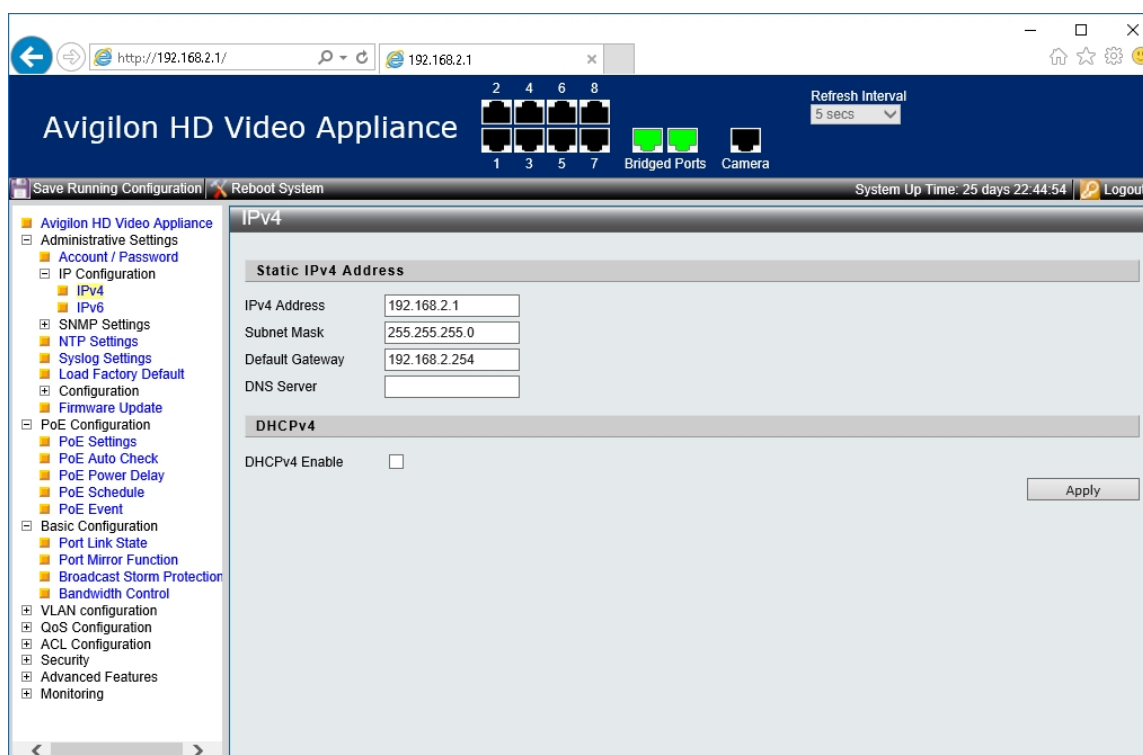 http://192.168.2.1/
192.168.2.1
Avigilon HD Video Appliance
2 4 6 8
1 3 5 7
Bridged Ports
Camera
Refresh Interval
5 secs
Save Running Configuration
Reboot System
System Up Time: 25 days 22:44:54
Logout
Avigilon HD Video Appliance
Administrative Settings
Account / Password
IP Configuration
IPv4
IPv6
SNMP Settings
NTP Settings
Syslog Settings
Load Factory Default
Configuration
Firmware Update
PoE Configuration
PoE Settings
PoE Auto Check
PoE Power Delay
PoE Schedule
PoE Event
Basic Configuration
Port Link State
Port Mirror Function
Broadcast Storm Protection
Bandwidth Control
VLAN configuration
QoS Configuration
ACL Configuration
Security
Advanced Features
Monitoring
IPv4
Static IPv4 Address
IPv4 Address 192.168.2.1
Subnet Mask 255.255.255.0
Default Gateway 192.168.2.254
DNS Server
DHCPv4
DHCPv4 Enable
Apply